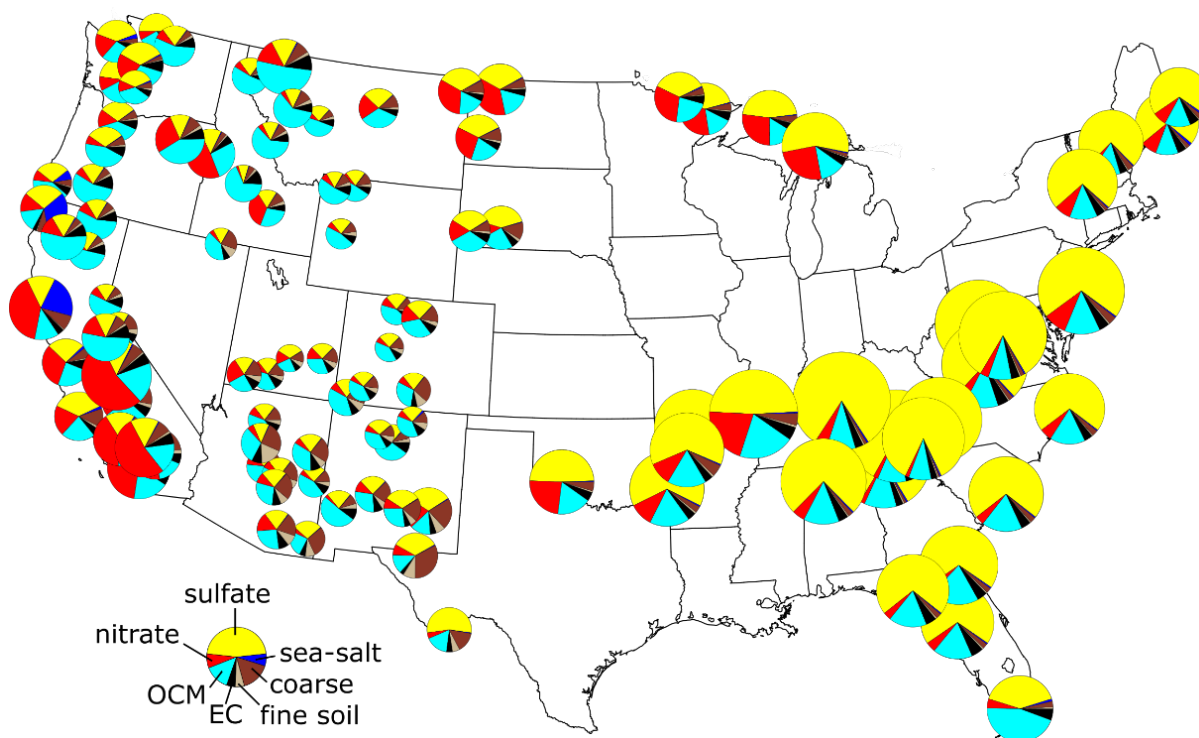 sulfate
nitrate
sea-salt
OCM
coarse
EC
fine soil